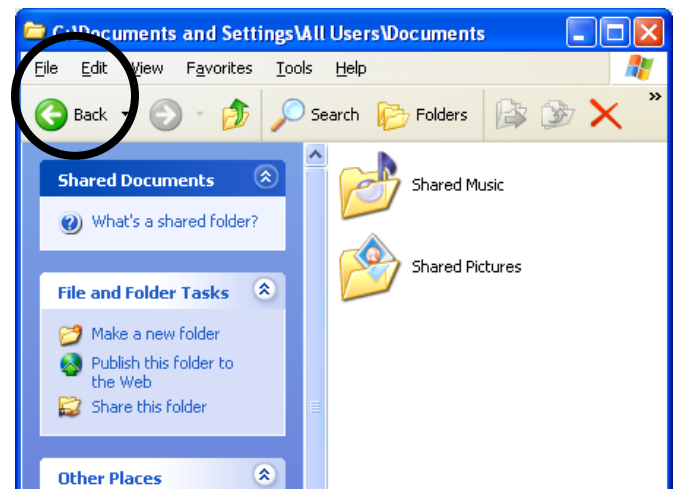 C:\Documents and Settings\All Users\Documents
File Edit View Favorites Tools Help
Back Search Folders »
Shared Documents
What's a shared folder?
File and Folder Tasks
Make a new folder
Publish this folder to
the Web
Share this folder
Other Places
Shared Music
Shared Pictures